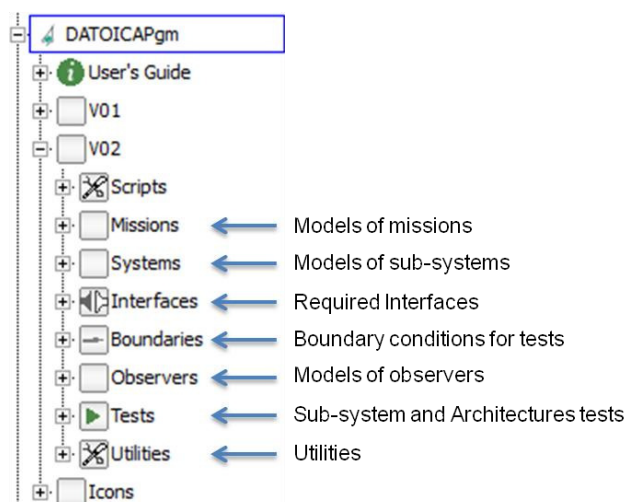 DATOICAPgm
User's Guide
V01
V02
Scripts
Missions Models of missions
Systems Models of sub-systems
Interfaces Required Interfaces
Boundaries Boundary conditions for tests
Observers Models of observers
Tests Sub-system and Architectures tests
Utilities Utilities
Icons